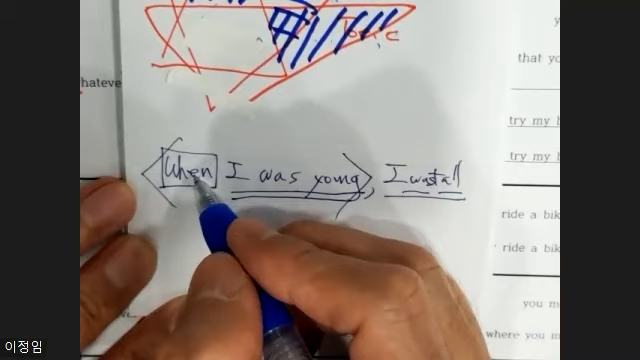 hatever
y
that yo
try my b
try my b
When I was young, I was tall
ride a bik
ride a bik
you m
where you m
이정임